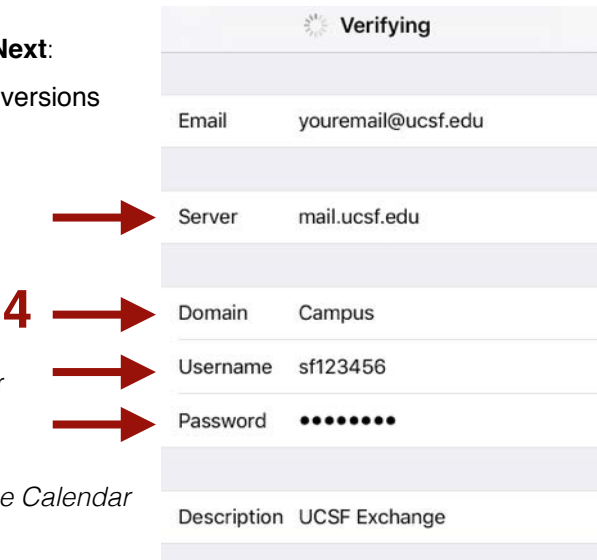 Verifying
Next:
versions
Email youremail@ucsf.edu
Server mail.ucsf.edu
4
Domain Campus
Username sf123456
Password ••••••••
Calendar
Description UCSF Exchange